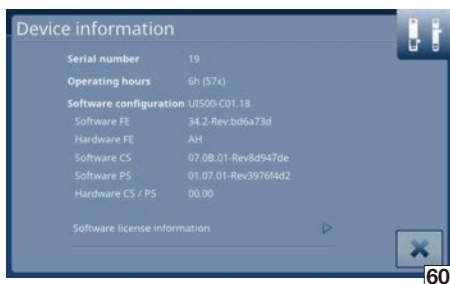 Device information
Serial number 19
Operating hours 6h (57x)
Software configuration UI500-C01.18
Software FE 34.2-Rev:bd6a73d
Hardware FE AH
Software CS 07.0B.01-Rev8d947de
Software PS 01.07.01-Rev3976f4d2
Hardware CS / PS 00.00
Software license information
60